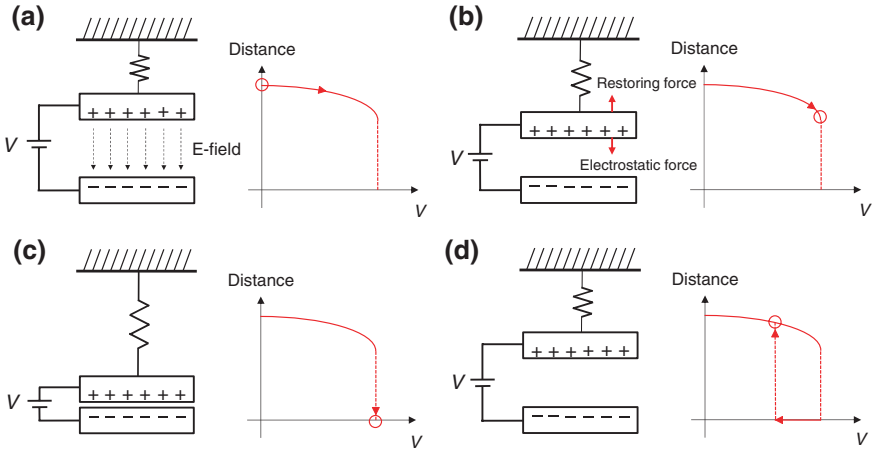 (a)
Distance
+ + + + + +
V
E-field
− − − − − − −
V
(b)
Distance
Restoring force
+ + + + + +
V
Electrostatic force
− − − − − −
V
(c)
Distance
V
+ + + + + +
− − − − − −
V
(d)
Distance
+ + + + + +
V
− − − − − −
V